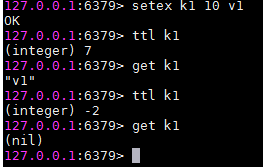 127.0.0.1:6379> setex k1 10 v1
OK
127.0.0.1:6379> ttl k1
(integer) 7
127.0.0.1:6379> get k1
"v1"
127.0.0.1:6379> ttl k1
(integer) -2
127.0.0.1:6379> get k1
(nil)
127.0.0.1:6379>